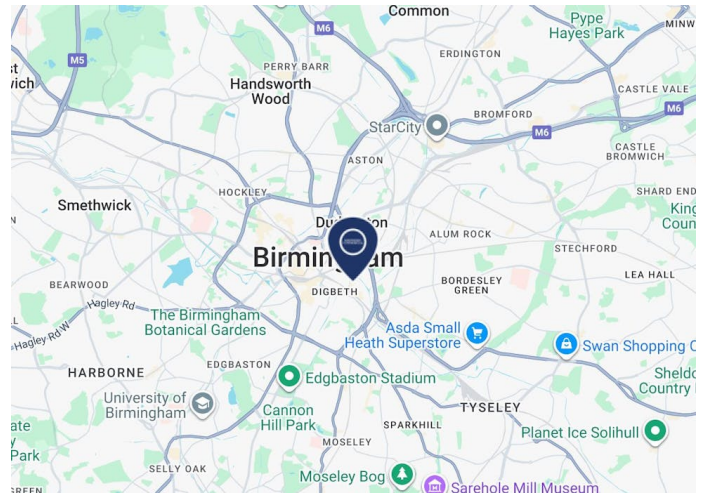 Common
M6
Pype
Hayes Park
MINW
ERDINGTON
M5
st
wich
PERRY BARR
Handsworth
Wood
CASTLE VALE
M6
BROMFORD
StarCity
M6
CASTLE
BROMWICH
ASTON
HOCKLEY
SHARD END
Smethwick
King
Coun
N
ALUM ROCK
STECHFORD
Birmingham
LEA HALL
BEARWOOD
DIGBETH
BORDESLEY
GREEN
Hagley Rd
The Birmingham
Botanical Gardens
LL
Hagley Rd W
Asda Small
Heath Superstore
Swan Shopping C
EDGBASTON
HARBORNE
Edgbaston Stadium
Sheldo
Country
University of
Birmingham
Cannon
Hill Park
TYSELEY
ate
y
Park
SPARKHILL
Planet Ice Solihull
MOSELEY
SELLY OAK
Moseley Bog
GREEN
Sarehole Mill Museum